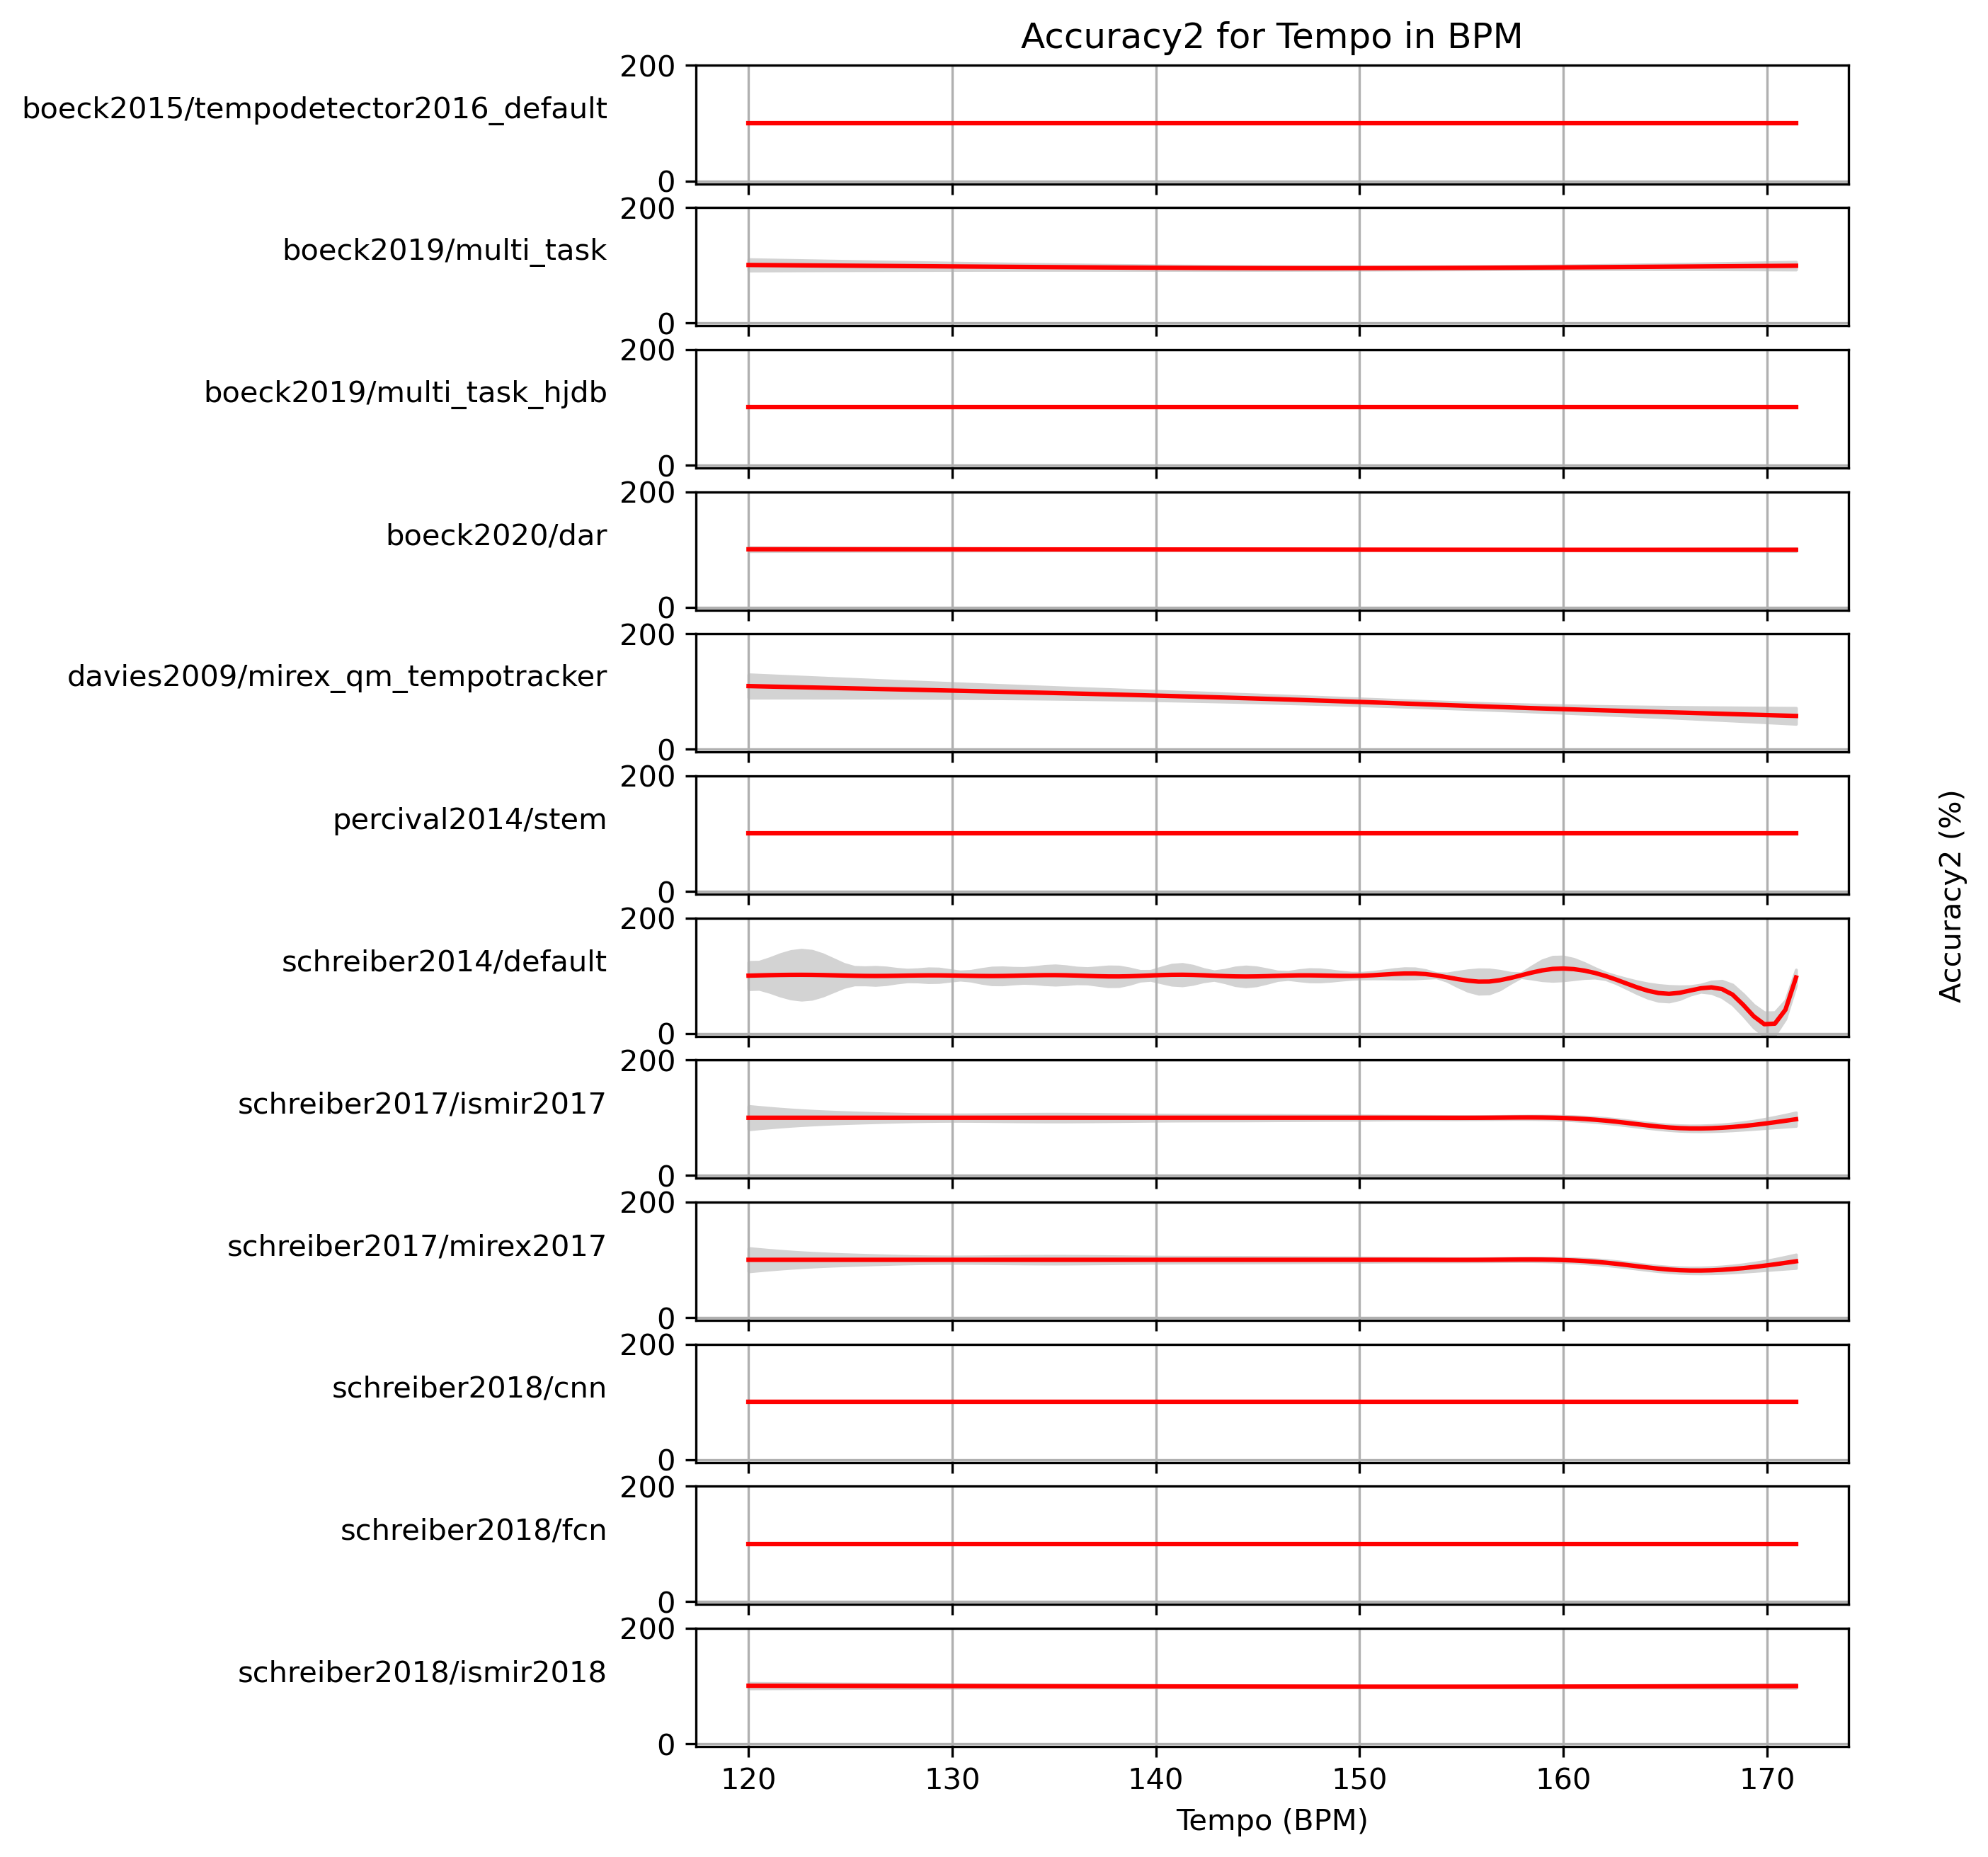 Accuracy2 for Tempo in BPM
200
boeck2015/tempodetector2016_default
0
200
boeck2019/multi_task
0
200
boeck2019/multi_task_hjdb
0
200
boeck2020/dar
0
200
davies2009/mirex_qm_tempotracker
0
200
percival2014/stem
0
Accuracy2 (%)
200
schreiber2014/default
0
200
schreiber2017/ismir2017
0
200
schreiber2017/mirex2017
0
200
schreiber2018/cnn
0
200
schreiber2018/fcn
0
200
schreiber2018/ismir2018
0
120 130 140 150 160 170
Tempo (BPM)